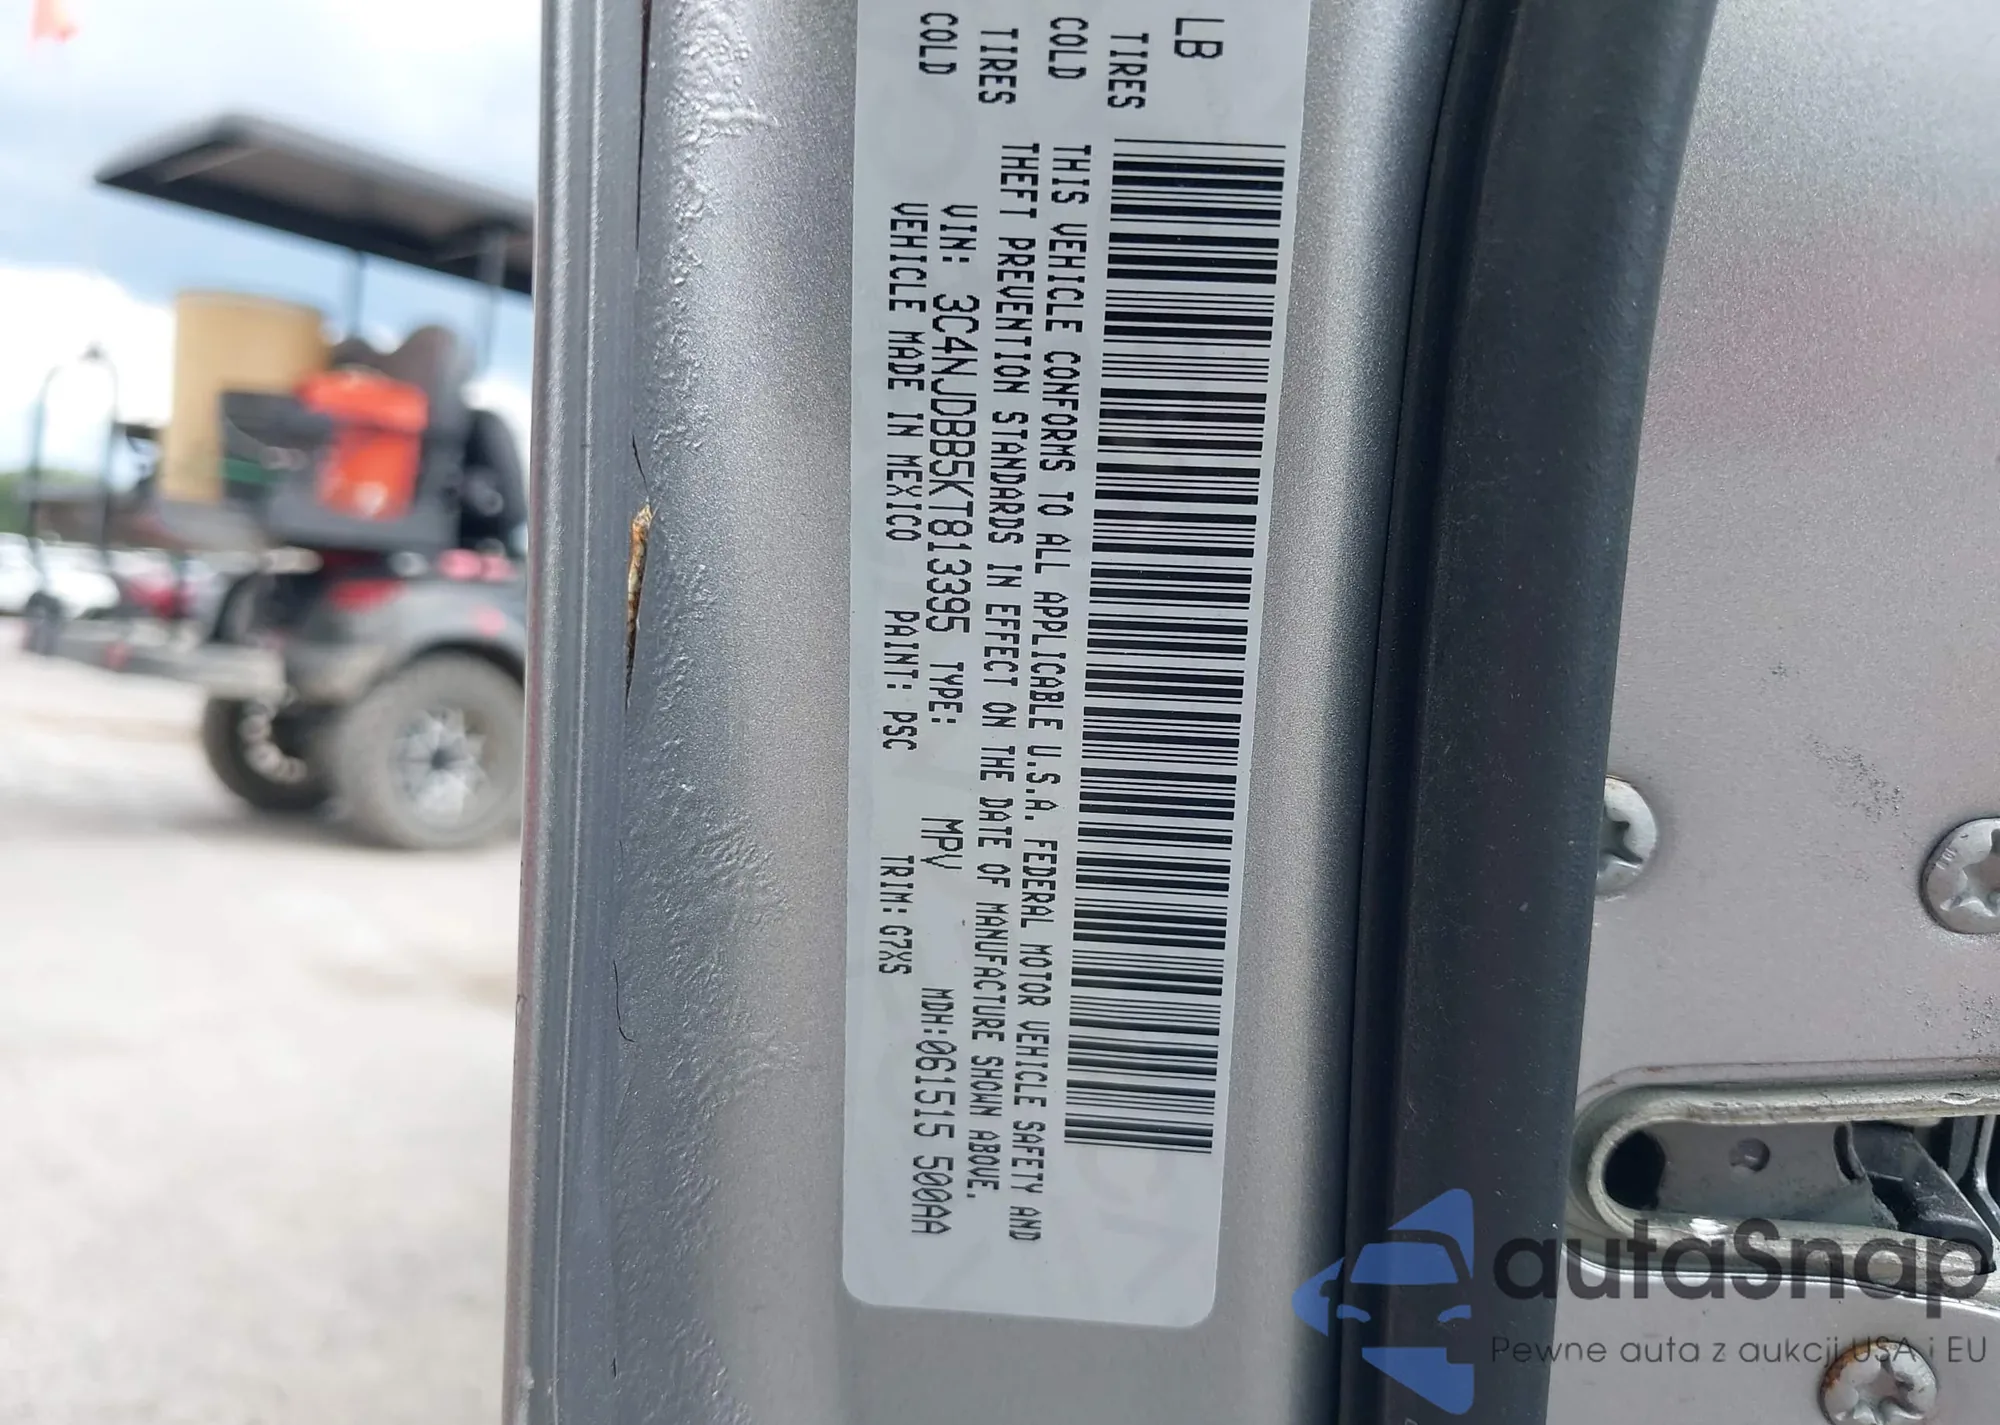 LB
TIRES COLD
TIRES COLD
THIS VEHICLE CONFORMS TO ALL APPLICABLE U.S.A. FEDERAL MOTOR VEHICLE SAFETY AND
THEFT PREVENTION STANDARDS IN EFFECT ON THE DATE OF MANUFACTURE SHOWN ABOVE.
VIN: 3C4NJDBB5KT813395 TYPE: MPV MDH:061515 500AA
VEHICLE MADE IN MEXICO PAINT: PSC TRIM: G7XS
autaSnap
Pewne auta z aukcji USA i EU